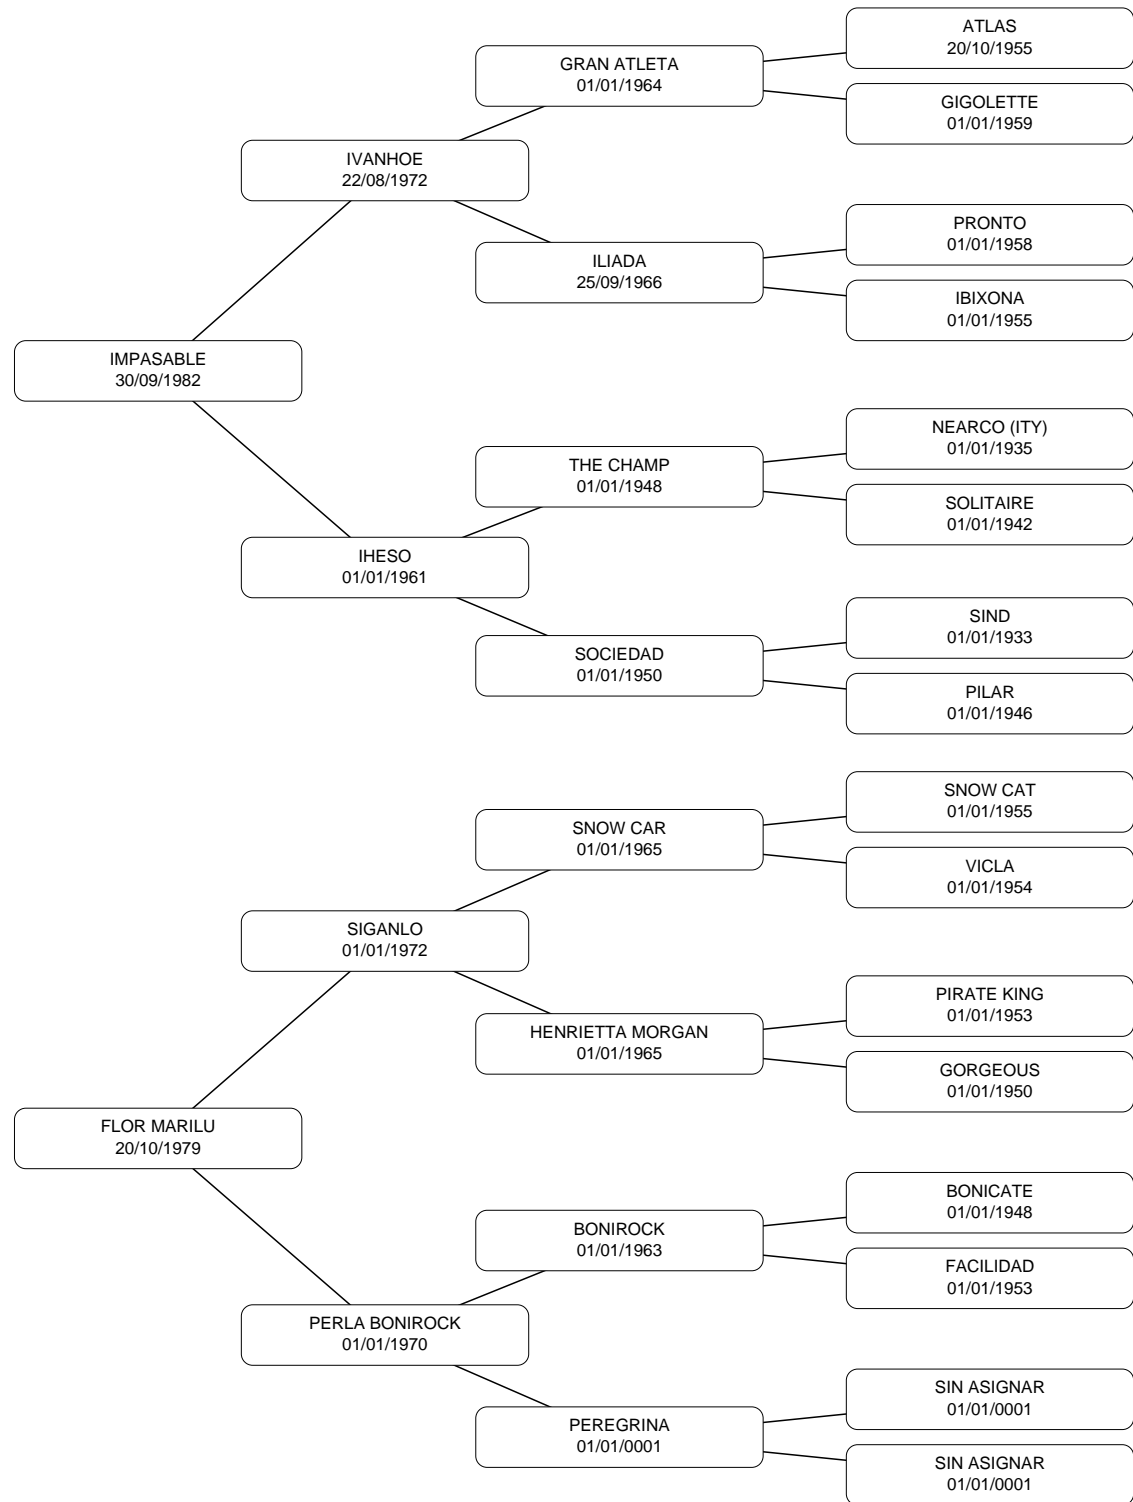 ATLAS
20/10/1955
GRAN ATLETA
01/01/1964
GIGOLETTE
01/01/1959
IVANHOE
22/08/1972
PRONTO
01/01/1958
ILIADA
25/09/1966
IBIXONA
01/01/1955
IMPASABLE
30/09/1982
NEARCO (ITY)
01/01/1935
THE CHAMP
01/01/1948
SOLITAIRE
01/01/1942
IHESO
01/01/1961
SIND
01/01/1933
SOCIEDAD
01/01/1950
PILAR
01/01/1946
SNOW CAT
01/01/1955
SNOW CAR
01/01/1965
VICLA
01/01/1954
SIGANLO
01/01/1972
PIRATE KING
01/01/1953
HENRIETTA MORGAN
01/01/1965
GORGEOUS
01/01/1950
FLOR MARILU
20/10/1979
BONICATE
01/01/1948
BONIROCK
01/01/1963
FACILIDAD
01/01/1953
PERLA BONIROCK
01/01/1970
SIN ASIGNAR
01/01/0001
PEREGRINA
01/01/0001
SIN ASIGNAR
01/01/0001